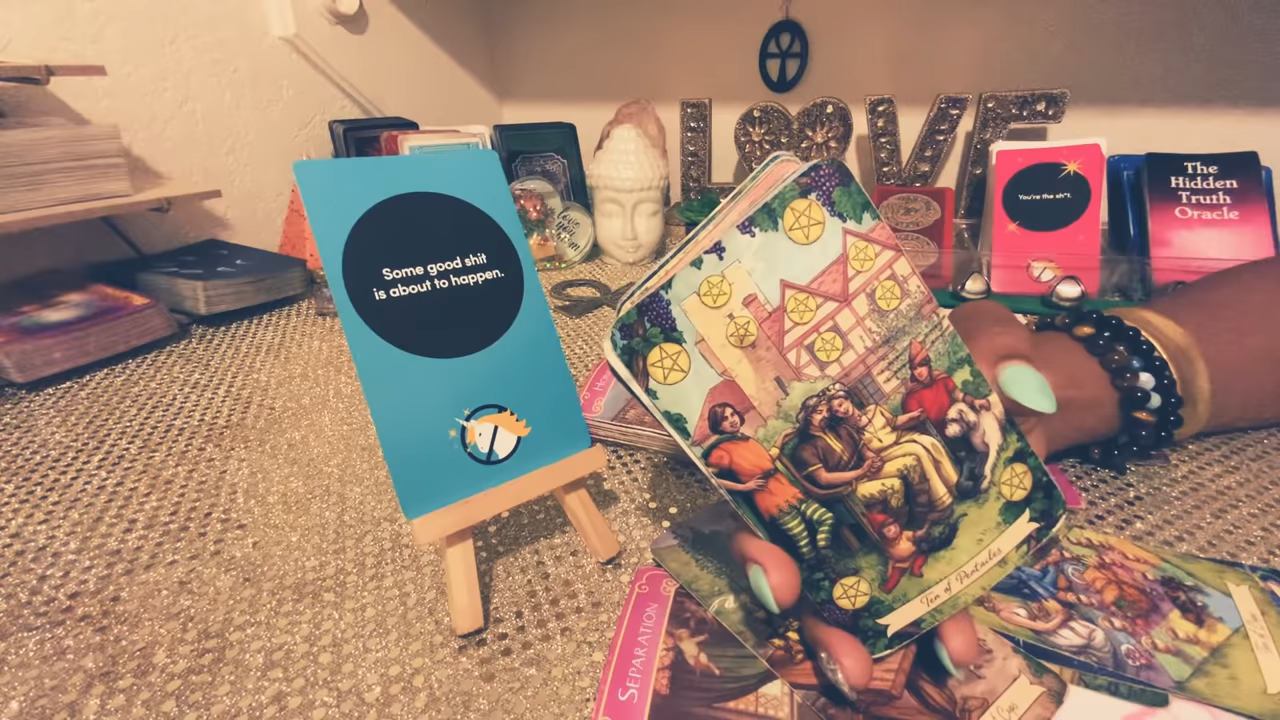 Some good shit
is about to happen.
LOVE
You're the sh*t.
The
Hidden
Truth
Oracle
Ten of Pentacles
SEPARATION